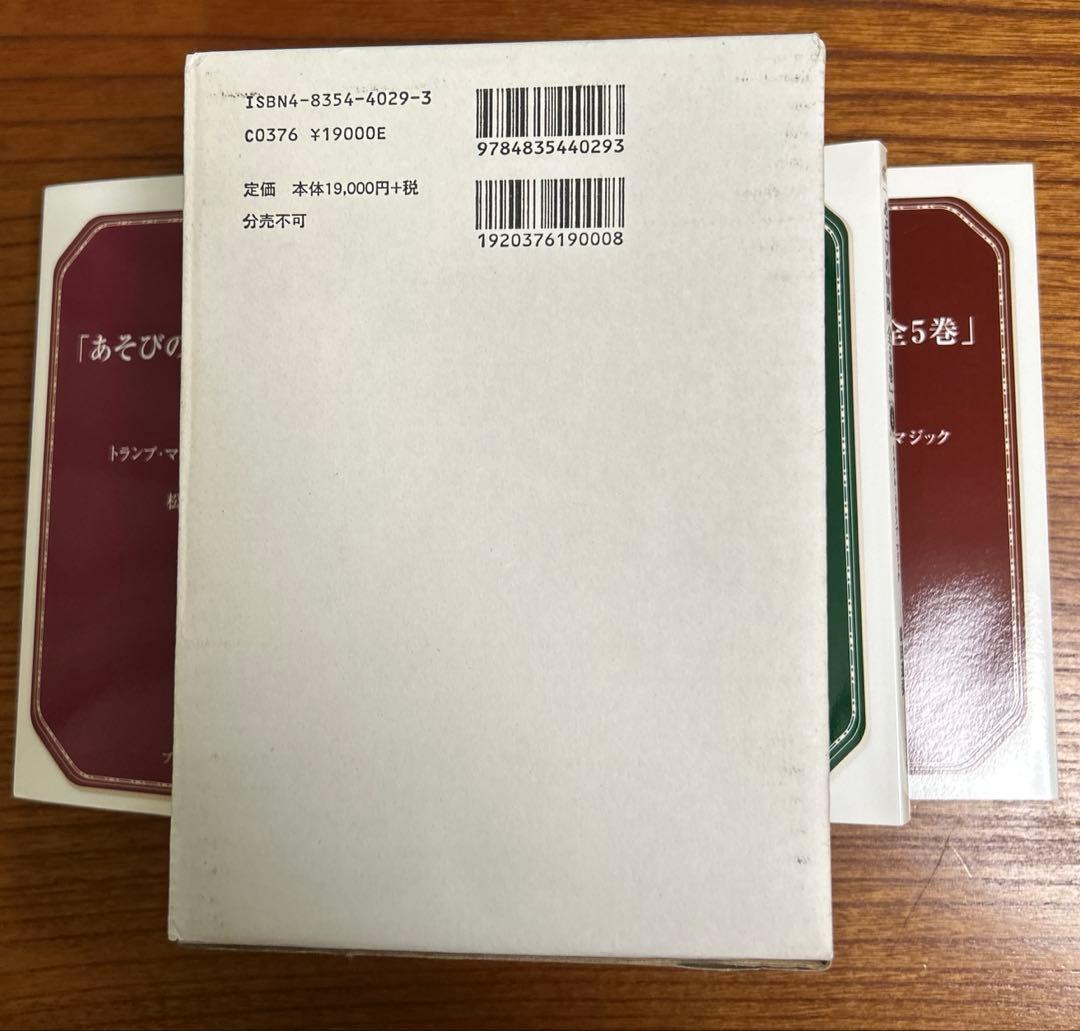 ISBN4-8354-4029-3
C0376 ¥19000E
9784835440293
定価 本体19,000円+税
分売不可
1920376190008
「あそびの
トランプ・マ
松
ブ
全5巻」
マジック